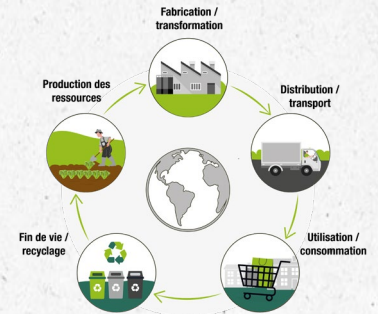 Fabrication /
transformation
Production des
ressources
Distribution /
transport
Fin de vie /
recyclage
Utilisation /
consommation